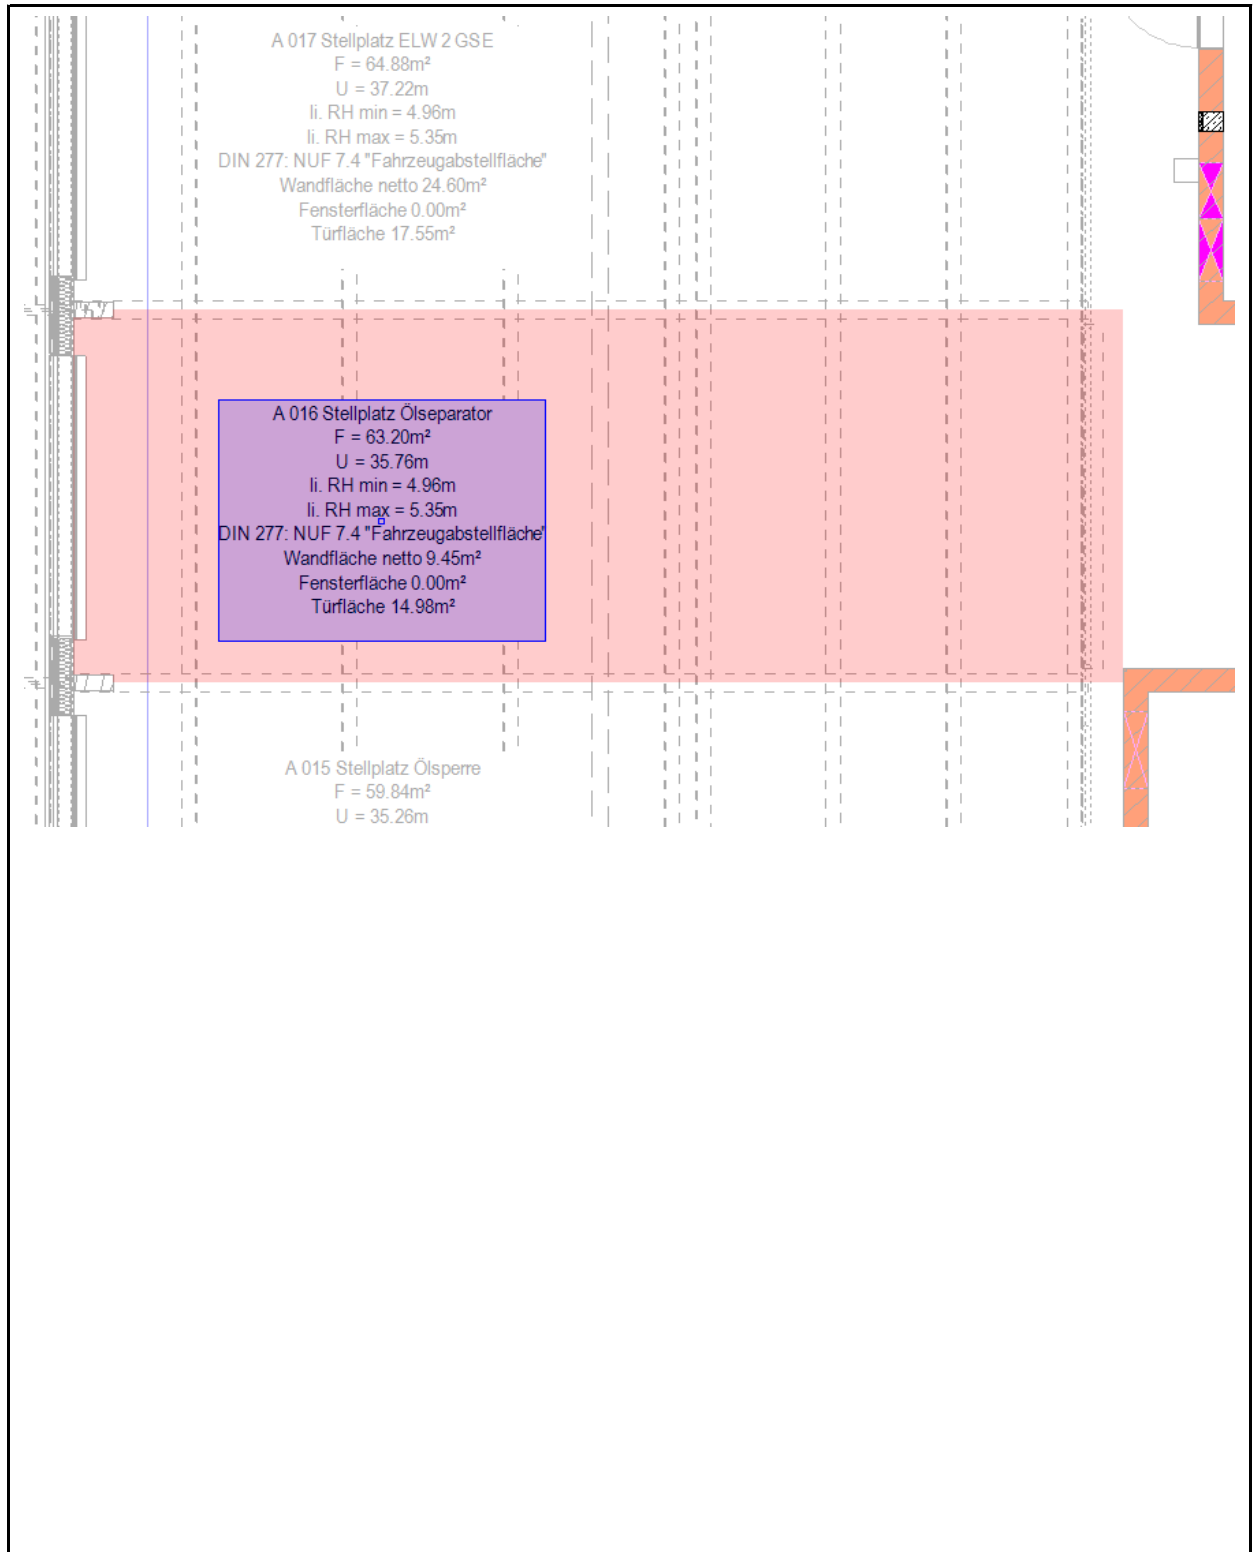 A 017 Stellplatz ELW 2 GSE
F = 64.88m²
U = 37.22m
li. RH min = 4.96m
li. RH max = 5.35m
DIN 277: NUF 7.4 "Fahrzeugabstellfläche"
Wandfläche netto 24.60m²
Fensterfläche 0.00m²
Türfläche 17.55m²
A 016 Stellplatz Ölseparator
F = 63.20m²
U = 35.76m
li. RH min = 4.96m
li. RH max = 5.35m
DIN 277: NUF 7.4 "Fahrzeugabstellfläche"
Wandfläche netto 9.45m²
Fensterfläche 0.00m²
Türfläche 14.98m²
A 015 Stellplatz Ölsperre
F = 59.84m²
U = 35.26m